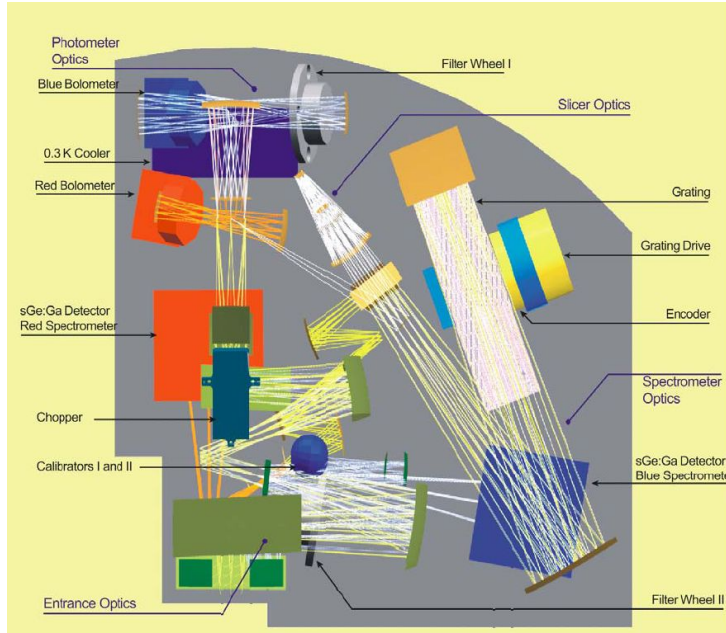 Photometer
Optics
Filter Wheel I
Blue Bolometer
Slicer Optics
0.3 K Cooler
Red Bolometer
Grating
Grating Drive
sGe:Ga Detector
Red Spectrometer
Encoder
Spectrometer
Optics
Chopper
Calibrators I and II
sGe:Ga Detector
Blue Spectromete
Entrance Optics
Filter Wheel II